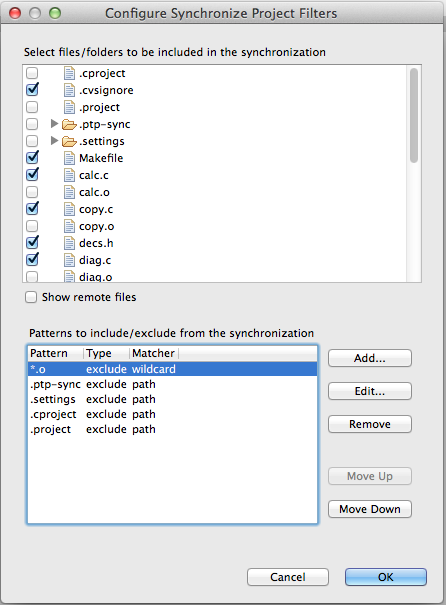 Configure Synchronize Project Filters
Select files/folders to be included in the synchronization
.cproject
.cvsignore
.project
.ptp-sync
.settings
Makefile
calc.c
calc.o
copy.c
copy.o
decs.h
diag.c
diag.o
Show remote files
Patterns to include/exclude from the synchronization
Pattern Type Matcher
*.o exclude wildcard
.ptp-sync exclude path
.settings exclude path
.cproject exclude path
.project exclude path
Add...
Edit...
Remove
Move Up
Move Down
Cancel OK